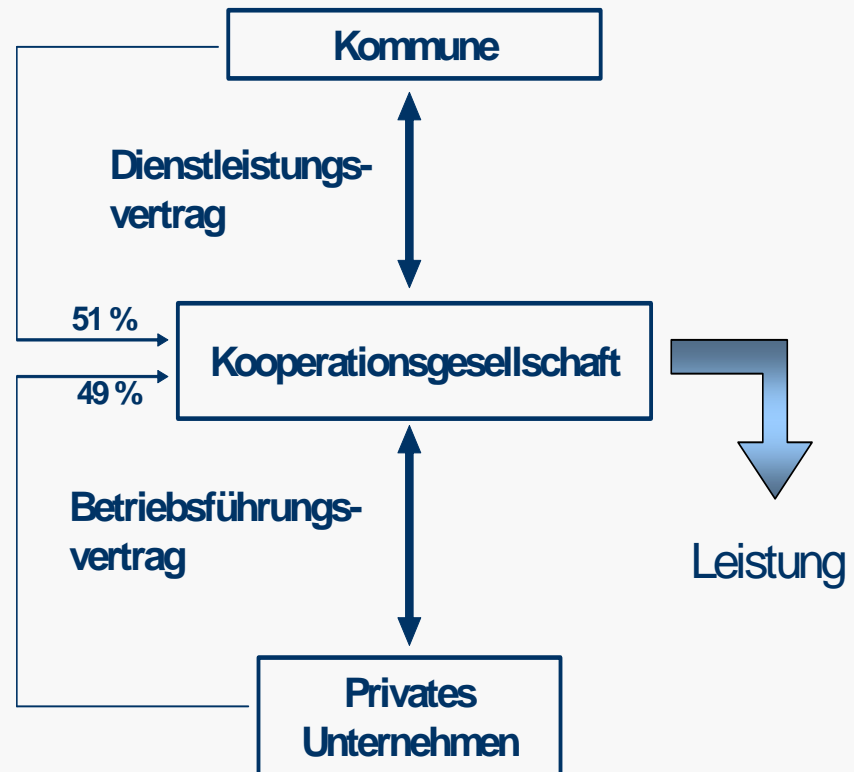 Kommune
Dienstleistungs-
vertrag
51 %
Kooperationsgesellschaft
49 %
Betriebsführungs-
vertrag
Leistung
Privates
Unternehmen